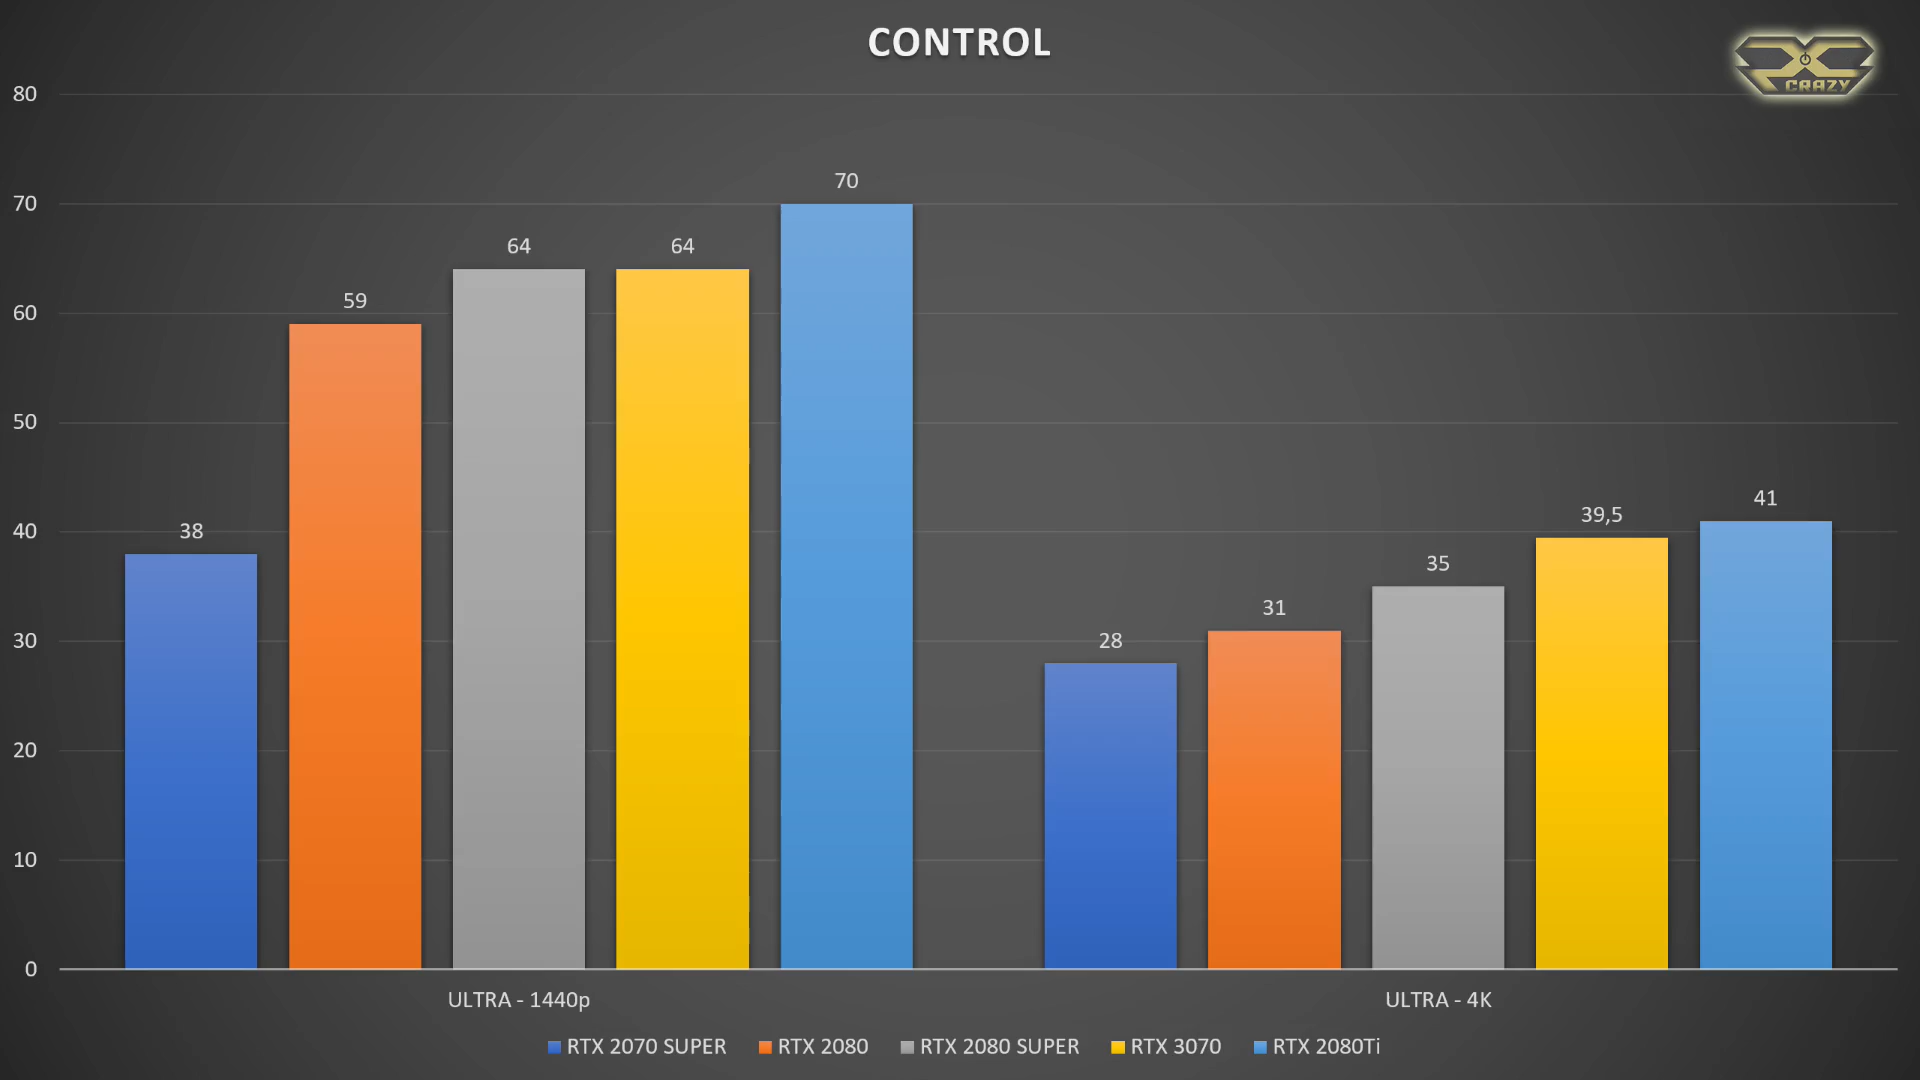 CONTROL
CRAZY
80
70
60
50
40
30
20
10
0
38
59
64
64
70
28
31
35
39,5
41
ULTRA - 1440p
ULTRA - 4K
RTX 2070 SUPER
RTX 2080
RTX 2080 SUPER
RTX 3070
RTX 2080Ti